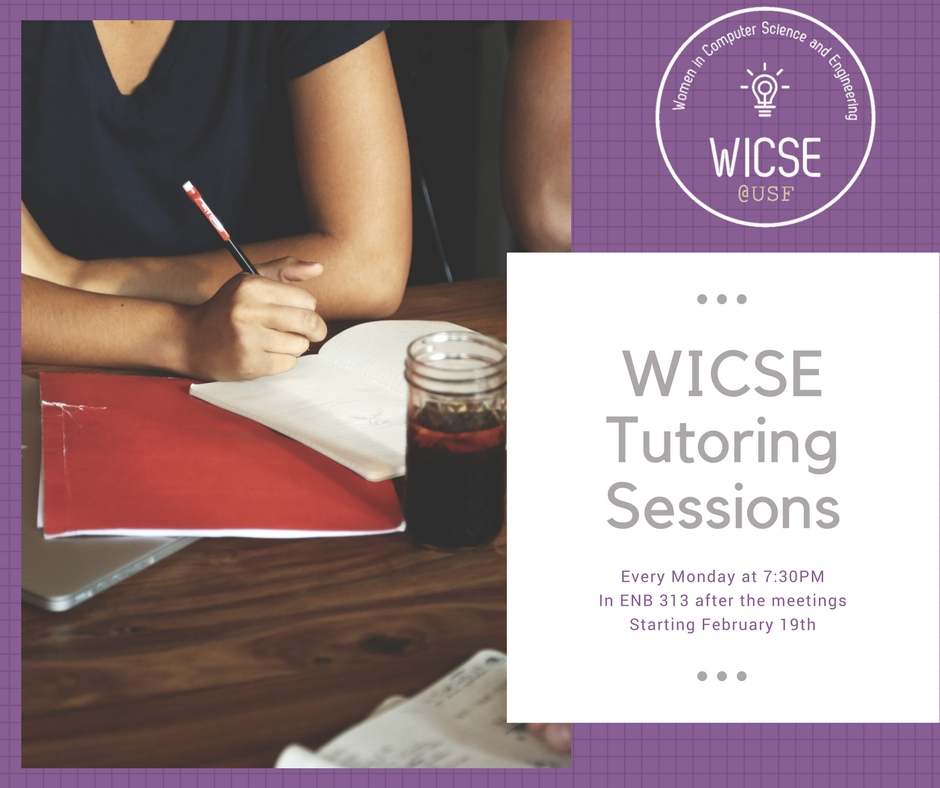 Women in Computer Science and Engineering
WICSE
@USF
WICSE
Tutoring
Sessions
Every Monday at 7:30PM
In ENB 313 after the meetings
Starting February 19th